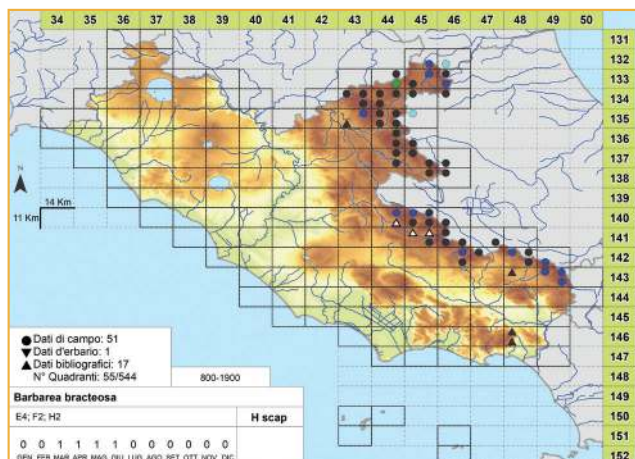 34 35 36 37 38 39 40 41 42 43 44 45 46 47 48 49 50
131
132
133
134
135
136
137
138
139
140
141
142
143
144
145
146
147
148
149
150
151
152
N
14 Km
11 Km
Dati di campo: 51
Dati d'erbario: 1
Dati bibliografici: 17
N° Quadranti: 55/544
800-1900
Barbarea bracteosa
E4; F2; H2
H scap
0 0 1 1 1 1 0 0 0 0 0 0
GEN FEB MAR APR MAG GIU LUG AGO SET OTT NOV DIC